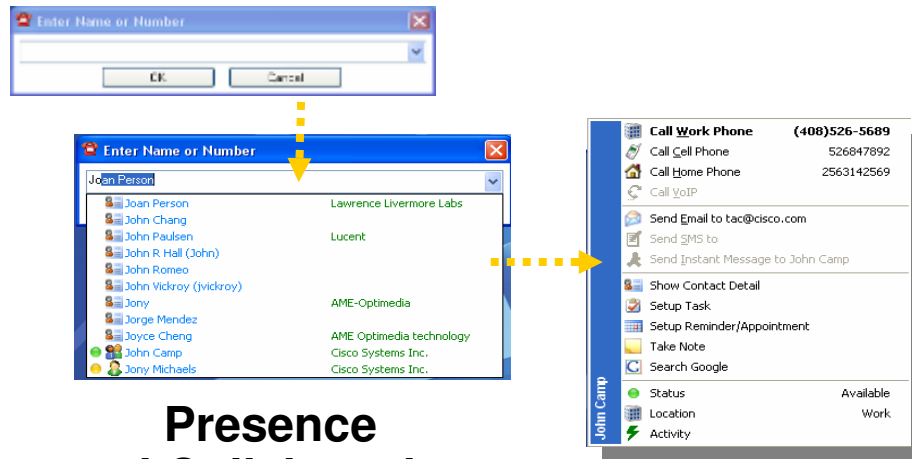 Enter Name or Number
OK Cancel
Enter Name or Number
Joan Person
Joan Person Lawrence Livermore Labs
John Chang
John Paulsen Lucent
John R Hall (John)
John Romeo
John Vickroy (jvickroy)
Jony AME-Optimedia
Jorge Mendez
Joyce Cheng AME Optimedia technology
John Camp Cisco Systems Inc.
Jony Michaels Cisco Systems Inc.
Presence
Call Work Phone (408)526-5689
Call Cell Phone 526847892
Call Home Phone 2563142569
Call VoIP
Send Email to tac@cisco.com
Send SMS to
Send Instant Message to John Camp
Show Contact Detail
Setup Task
Setup Reminder/Appointment
Take Note
Search Google
Status Available
Location Work
Activity
John Camp